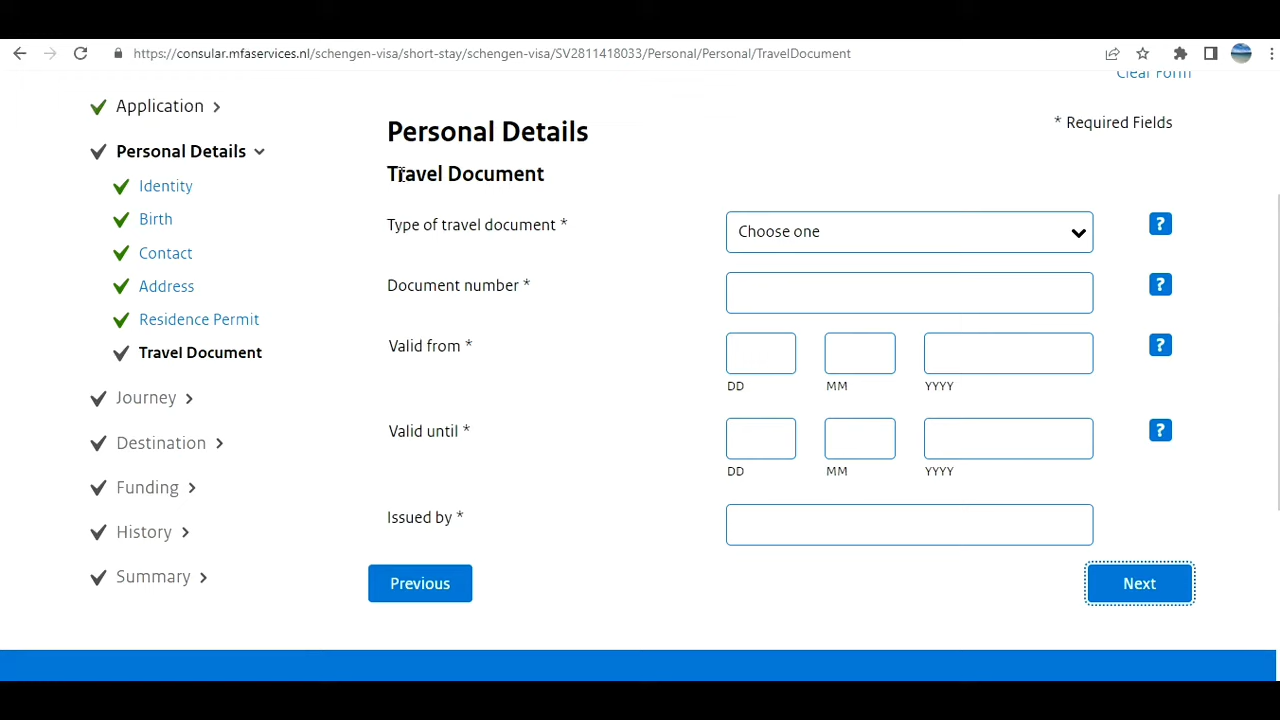 https://consular.mfaservices.nl/schengen-visa/short-stay/schengen-visa/SV2811418033/Personal/Personal/TravelDocument
Clear Form
Application
Personal Details
Identity
Birth
Contact
Address
Residence Permit
Travel Document
Journey
Destination
Funding
History
Summary
Personal Details
* Required Fields
Travel Document
Type of travel document *
Choose one
?
Document number *
?
Valid from *
?
DD MM YYYY
Valid until *
?
DD MM YYYY
Issued by *
Previous
Next